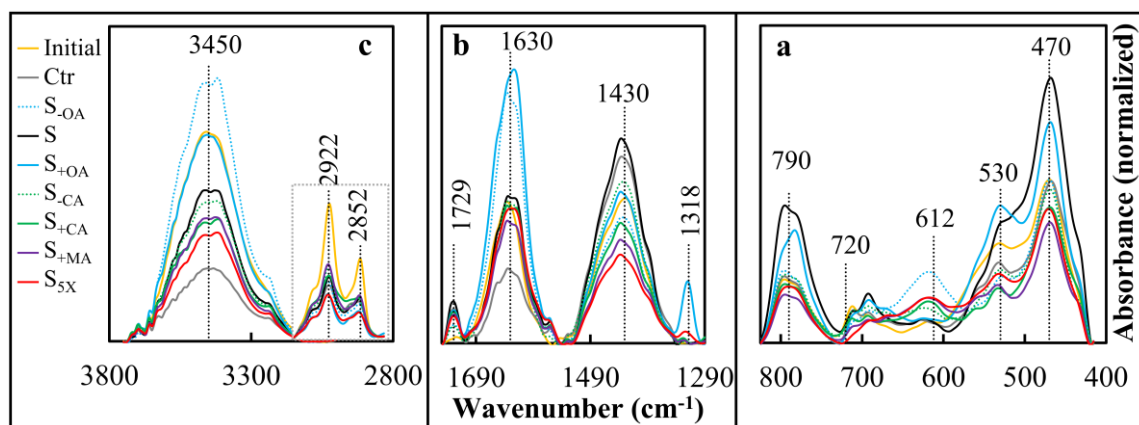 Initial
Ctr
S-OA
S
S+OA
S-CA
S+CA
S+MA
S5X
c
3450
2922
2852
3800 3300 2800
b
1630
1430
1729
1318
1690 1490 1290
Wavenumber (cm-1)
a
470
790
530
612
720
800 700 600 500 400
Absorbance (normalized)